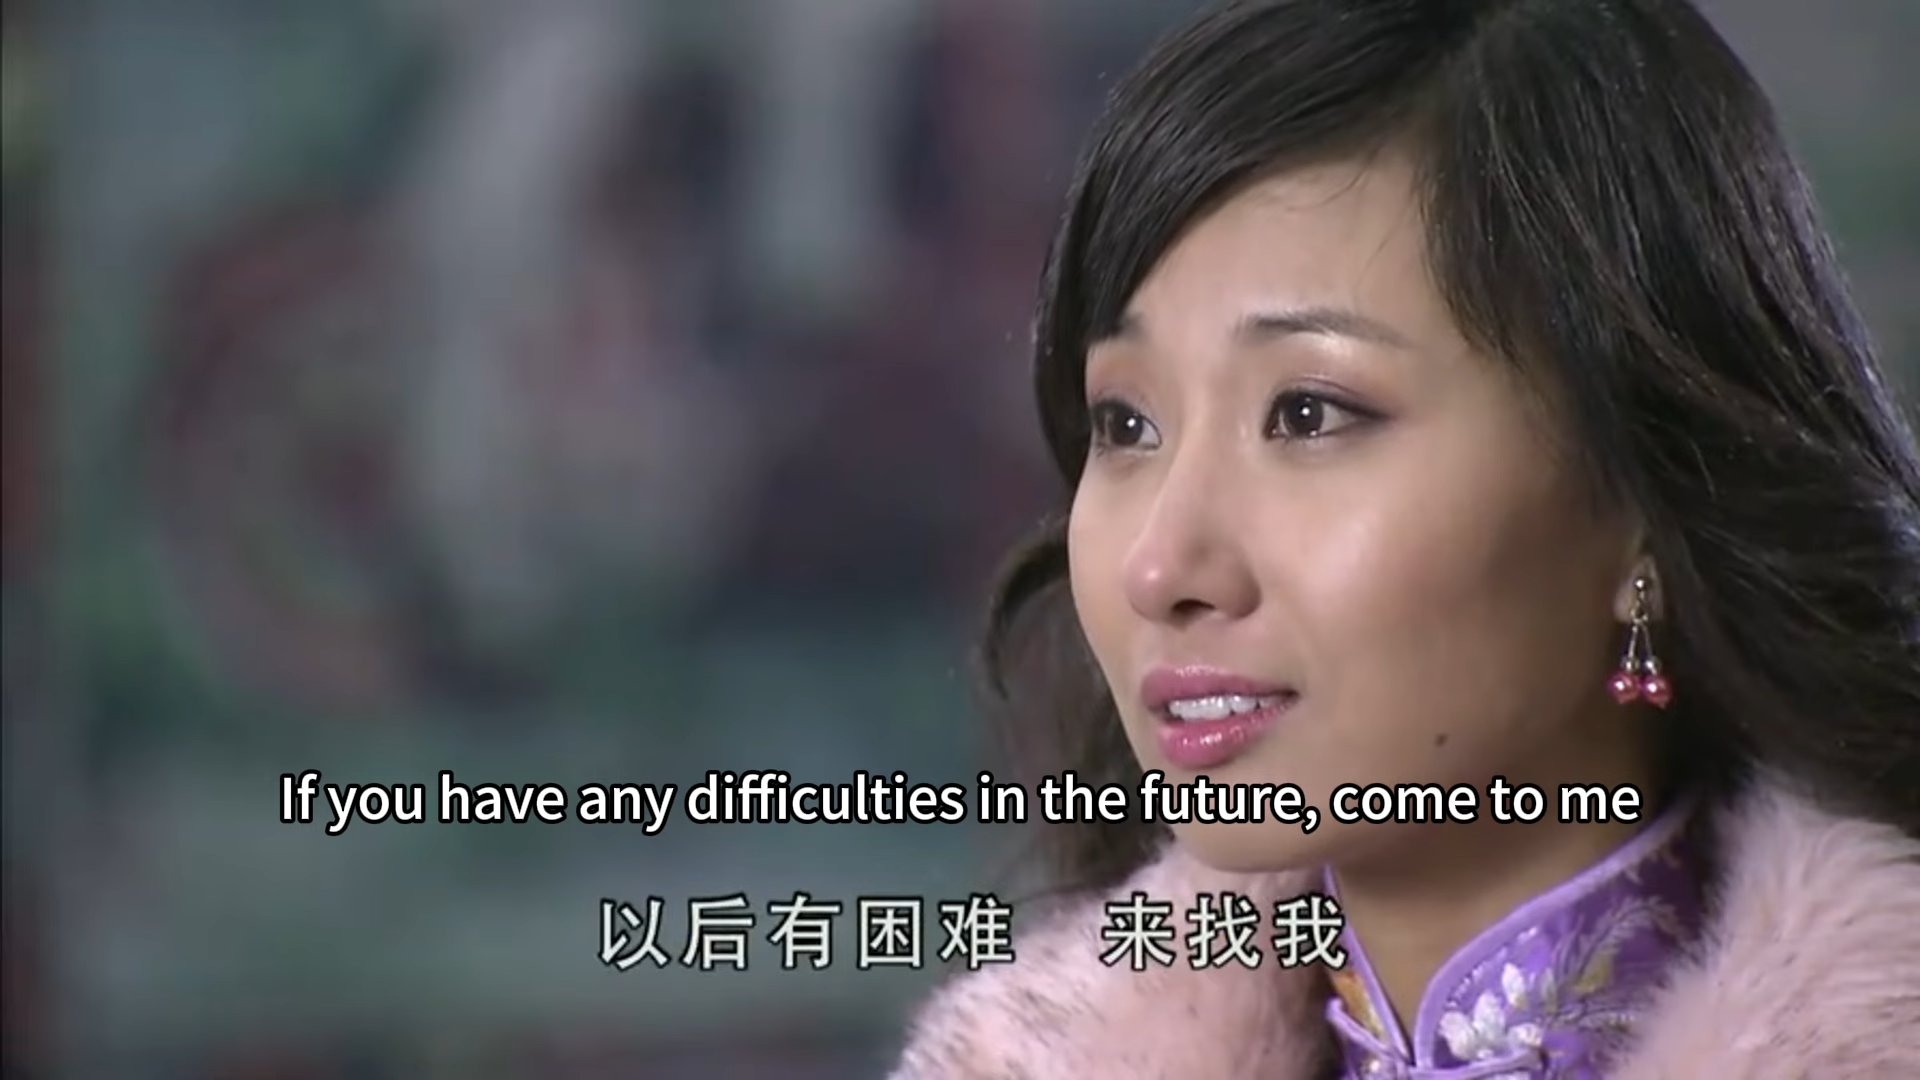 If you have any difficulties in the future, come to me
以后有困难 来找我